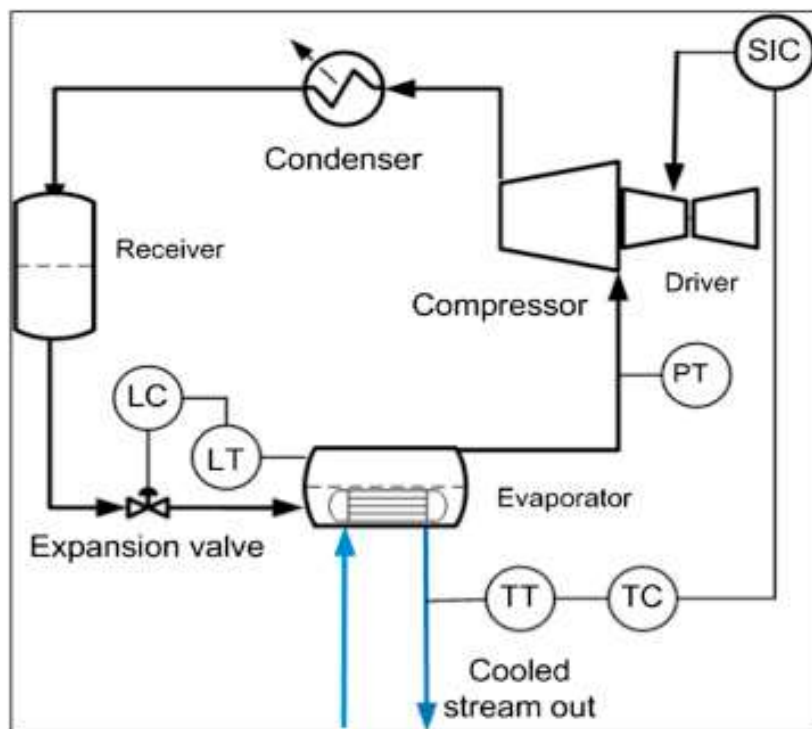 SIC
Condenser
Receiver
Driver
Compressor
PT
LC
LT
Evaporator
Expansion valve
TT
TC
Cooled
stream out